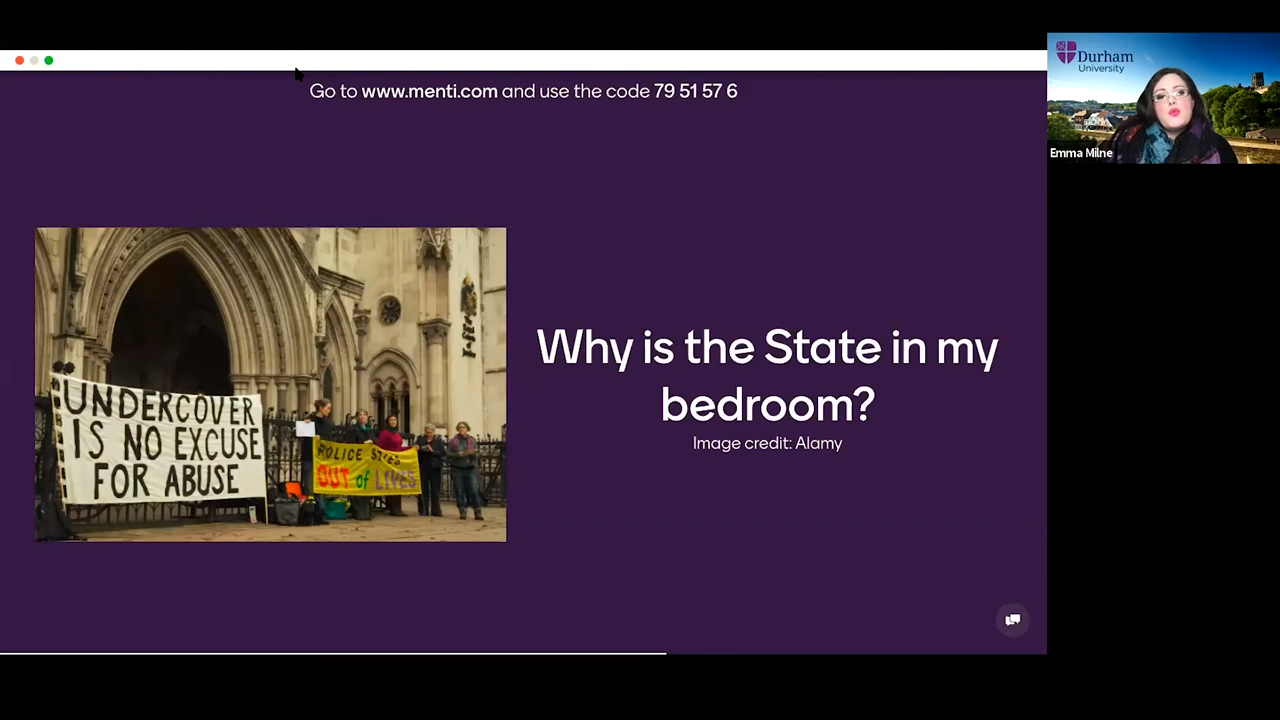 Go to www.menti.com and use the code 79 51 57 6
Durham
University
Emma Milne
UNDERCOVER
IS NO EXCUSE
FOR ABUSE
POLICE SPIES
OUT of LIVES
Why is the State in my
bedroom?
Image credit: Alamy